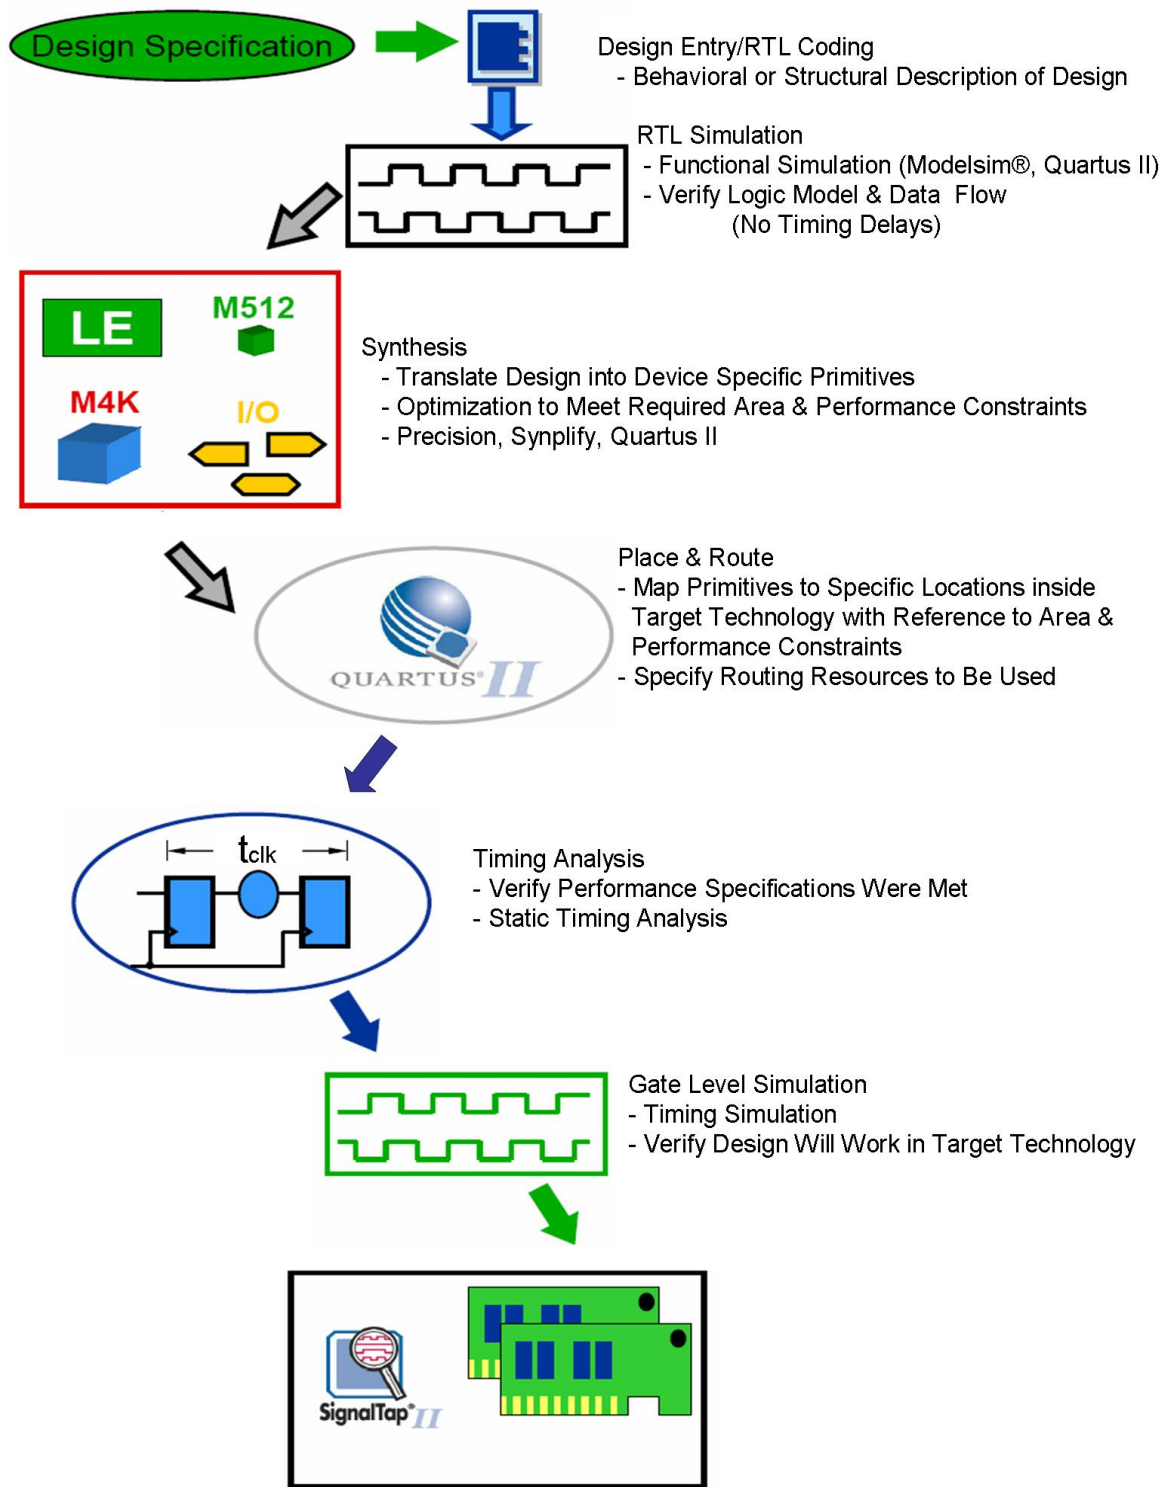 Design Specification
Design Entry/RTL Coding
- Behavioral or Structural Description of Design
RTL Simulation
- Functional Simulation (Modelsim®, Quartus II)
- Verify Logic Model & Data Flow
(No Timing Delays)
LE
M512
M4K
I/O
Synthesis
- Translate Design into Device Specific Primitives
- Optimization to Meet Required Area & Performance Constraints
- Precision, Synplify, Quartus II
QUARTUS® II
Place & Route
- Map Primitives to Specific Locations inside
Target Technology with Reference to Area &
Performance Constraints
- Specify Routing Resources to Be Used
tclk
Timing Analysis
- Verify Performance Specifications Were Met
- Static Timing Analysis
Gate Level Simulation
- Timing Simulation
- Verify Design Will Work in Target Technology
SignalTap® II